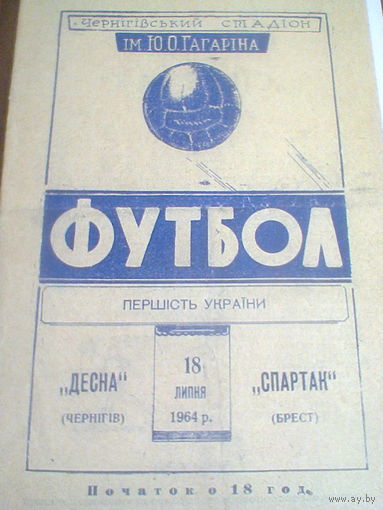 ЧЕРНІГІВСЬКИЙ СТАДІОН
ІМ. Ю.О.ГАГАРІНА
ФУТБОЛ
ПЕРШІСТЬ УКРАЇНИ
„ДЕСНА“
(ЧЕРНІГІВ)
18
ЛИПНЯ
1964 р.
„СПАРТАК“
(БРЕСТ)
Початок о 18 год.
www.ay.by